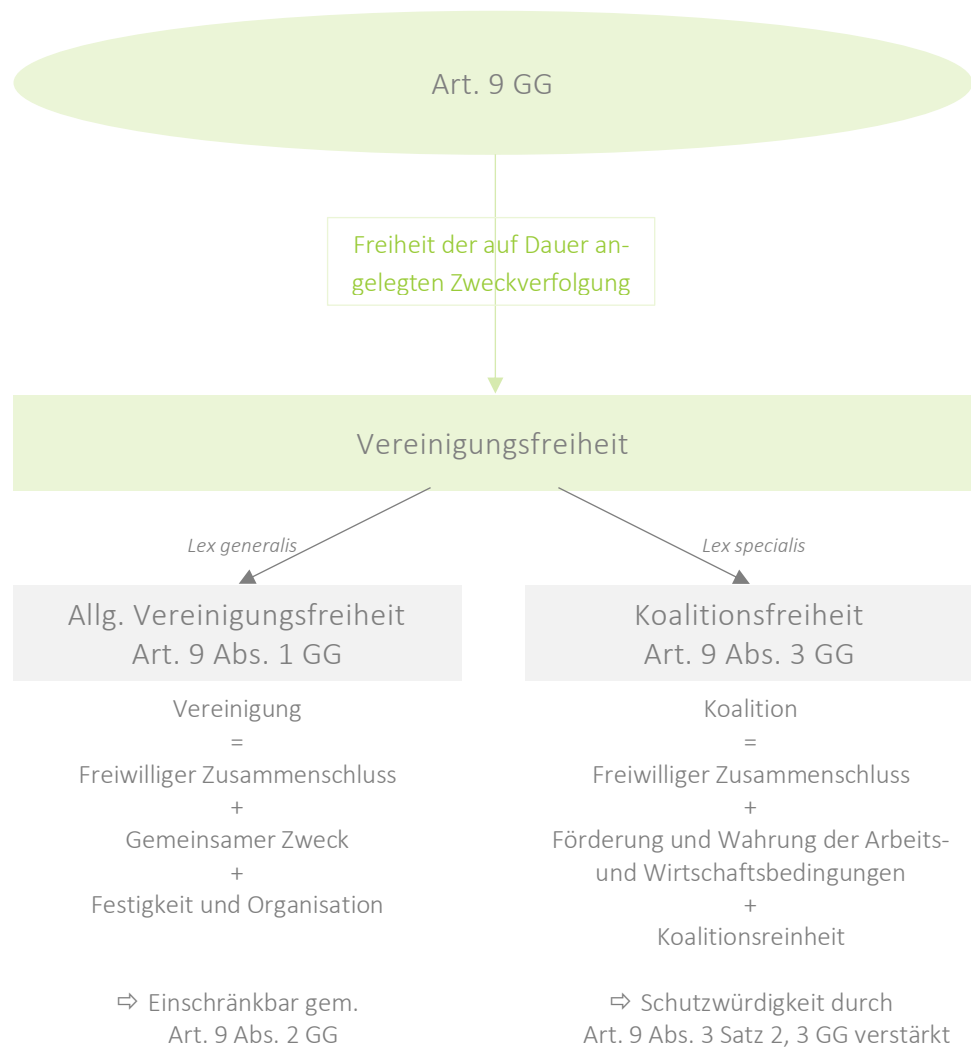 Art. 9 GG
Freiheit der auf Dauer an-
gelegten Zweckverfolgung
Vereinigungsfreiheit
Lex generalis
Lex specialis
Allg. Vereinigungsfreiheit
Art. 9 Abs. 1 GG
Vereinigung
=
Freiwilliger Zusammenschluss
+
Gemeinsamer Zweck
+
Festigkeit und Organisation
⇨ Einschränkbar gem.
Art. 9 Abs. 2 GG
Koalitionsfreiheit
Art. 9 Abs. 3 GG
Koalition
=
Freiwilliger Zusammenschluss
+
Förderung und Wahrung der Arbeits-
und Wirtschaftsbedingungen
+
Koalitionsreinheit
⇨ Schutzwürdigkeit durch
Art. 9 Abs. 3 Satz 2, 3 GG verstärkt